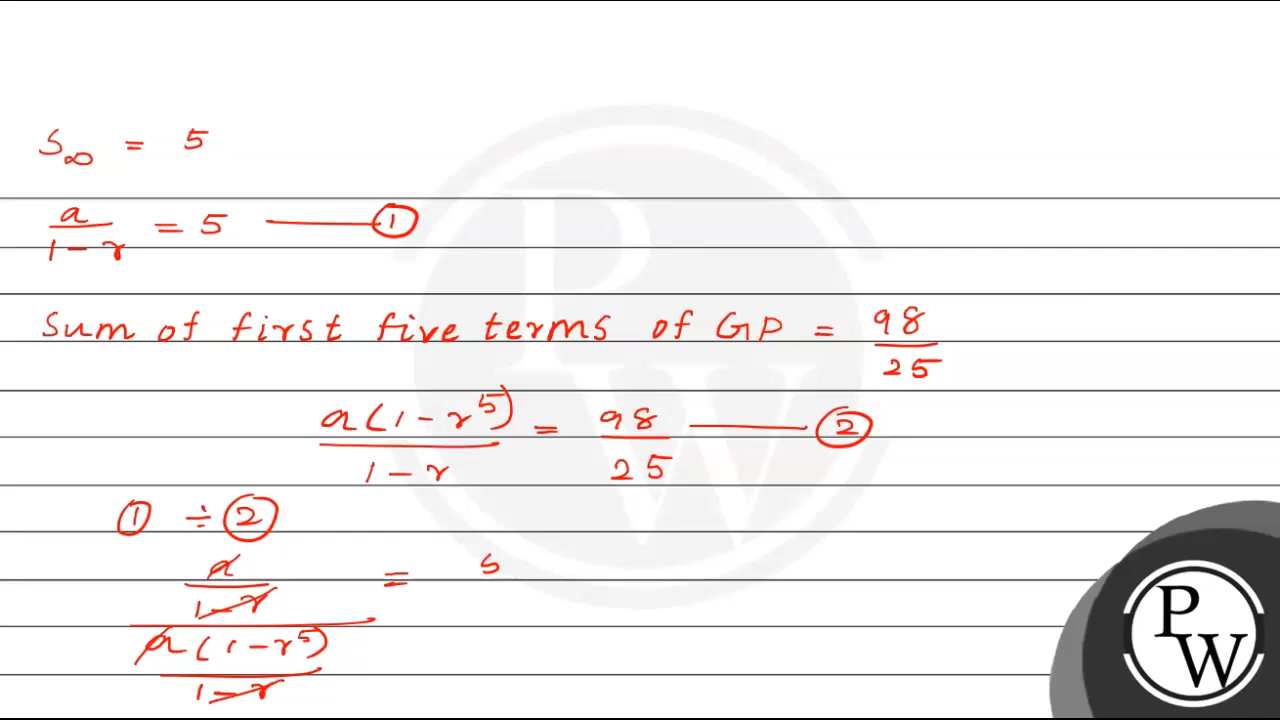 S∞ = 5
a/(1-r) = 5 —— ①
Sum of first five terms of GP = 98/25
a(1-r⁵)/(1-r) = 98/25 —— ②
① ÷ ②
(a/(1-r))/(a(1-r⁵)/(1-r)) = 5
PW
PW